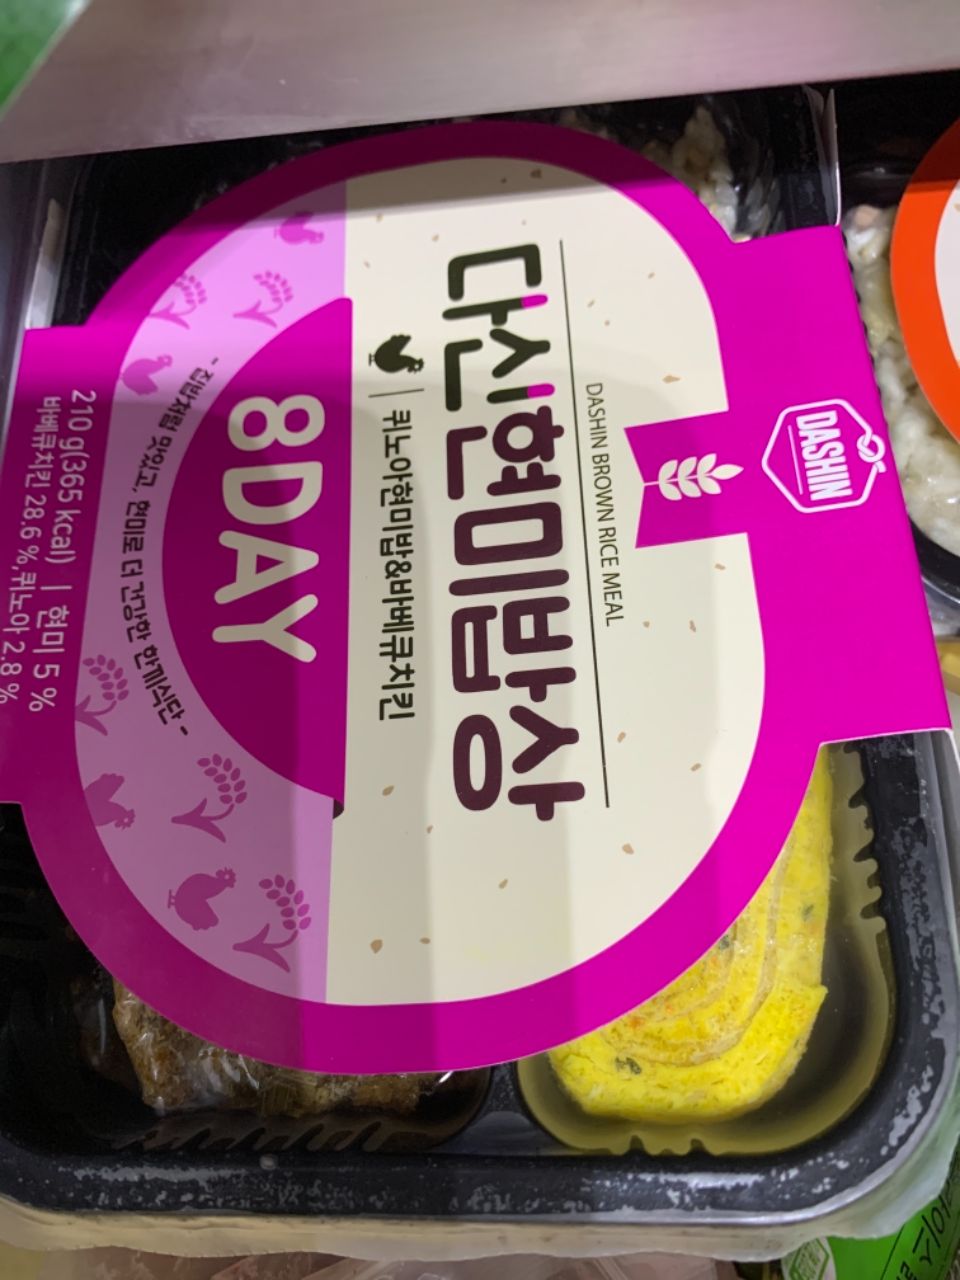 DASHIN
DASHIN BROWN RICE MEAL
다신현미밥상
퀴노아현미밥&바베큐치킨
8DAY
- 집밥처럼 맛있고, 현미로 더 건강한 한끼식단 -
210 g(365 kcal) | 현미 5 %
바베큐치킨 28.6 %,퀴노아 2.8 %